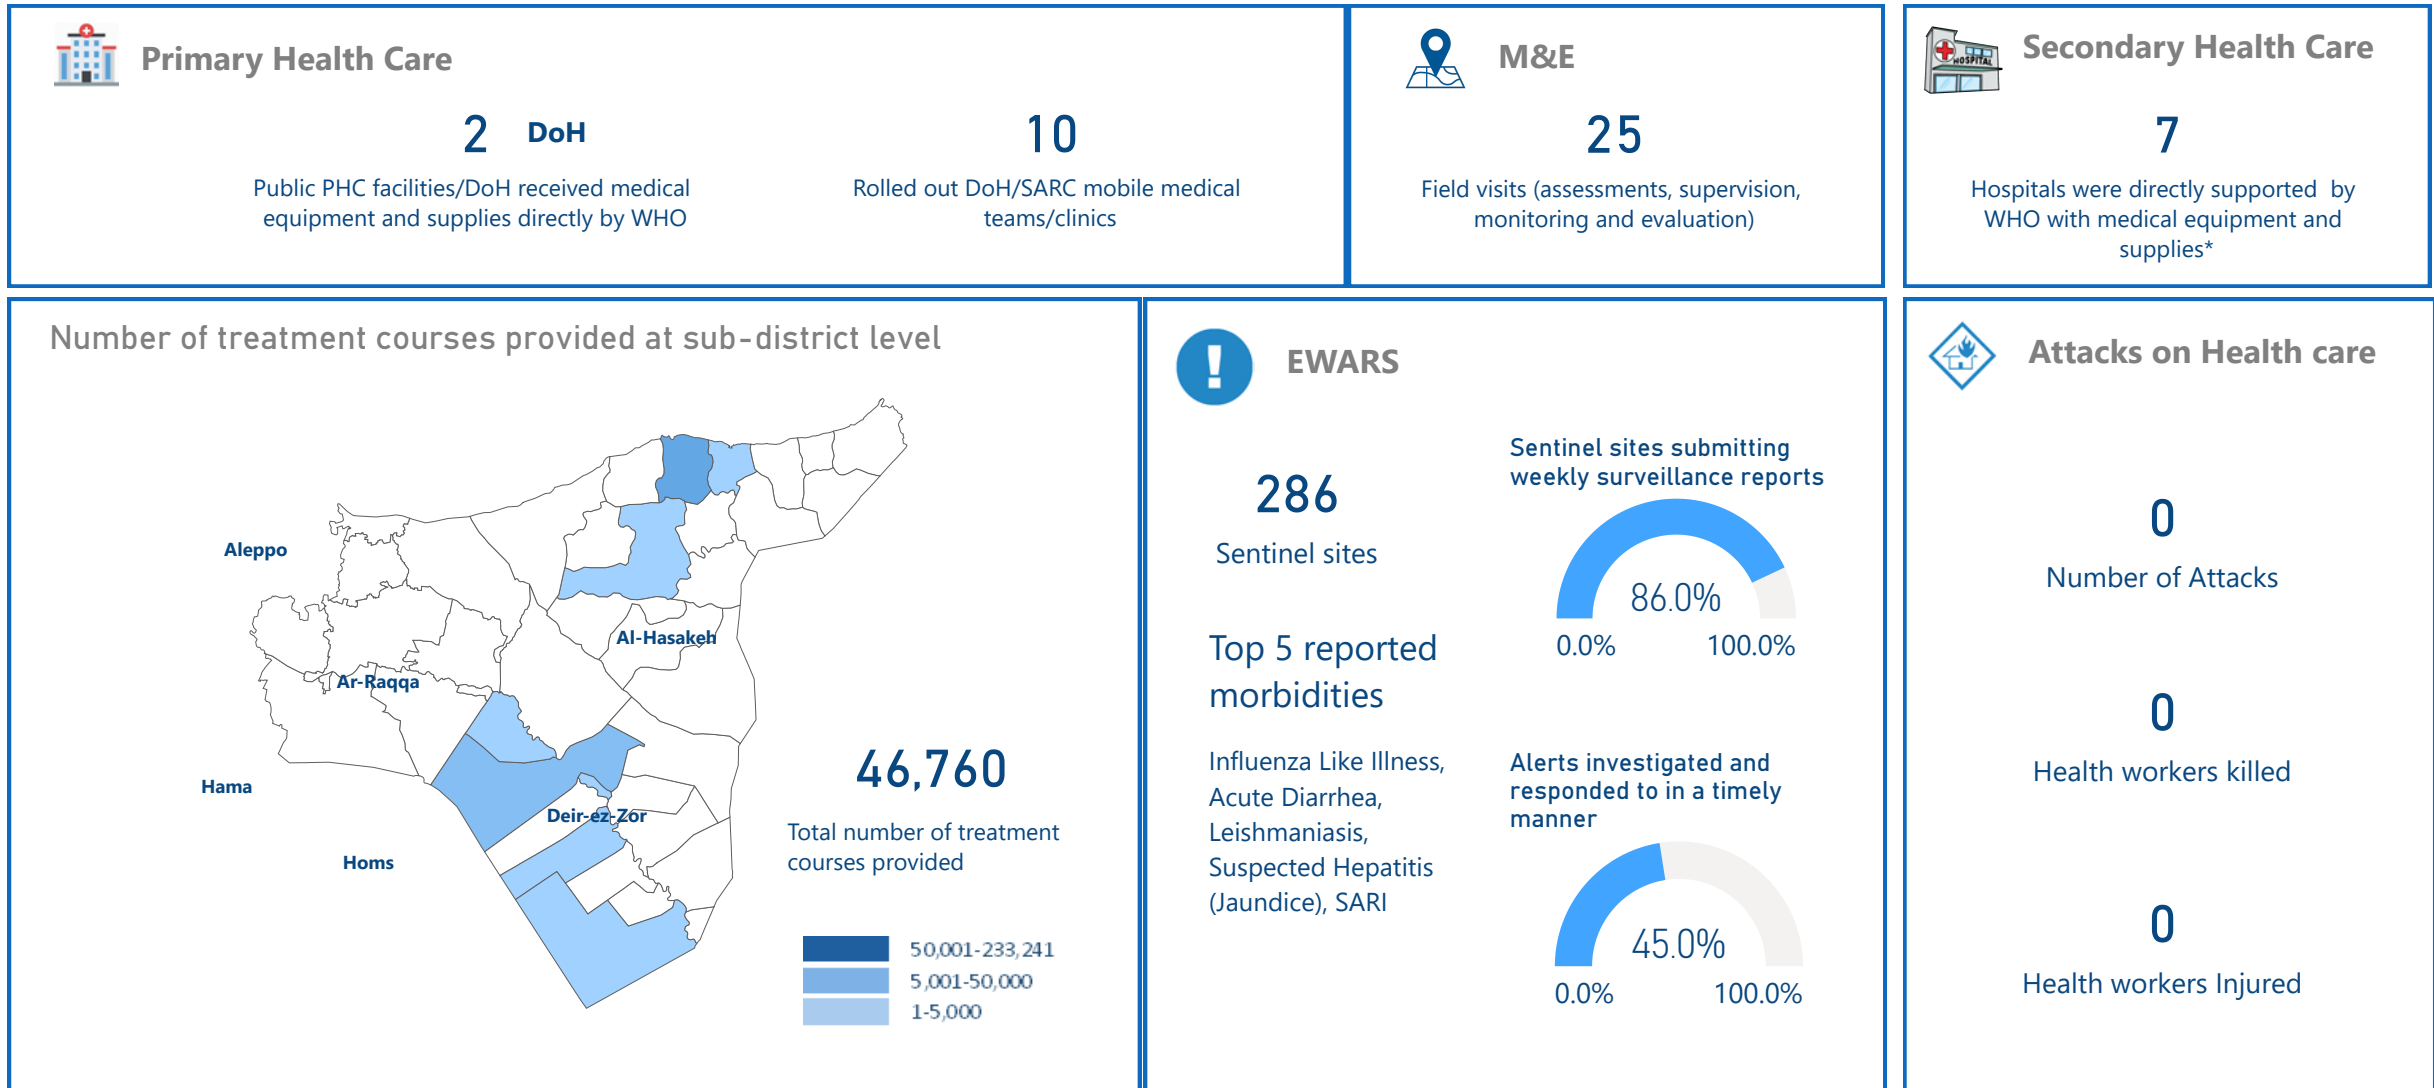 Primary Health Care
2 DoH
Public PHC facilities/DoH received medical
equipment and supplies directly by WHO
10
Rolled out DoH/SARC mobile medical
teams/clinics
M&E
25
Field visits (assessments, supervision,
monitoring and evaluation)
HOSPITAL
Secondary Health Care
7
Hospitals were directly supported by
WHO with medical equipment and
supplies*
Number of treatment courses provided at sub-district level
Aleppo
Al-Hasakeh
Ar-Raqqa
Hama
Deir-ez-Zor
Homs
46,760
Total number of treatment
courses provided
50,001-233,241
5,001-50,000
1-5,000
EWARS
286
Sentinel sites
Top 5 reported
morbidities
Influenza Like Illness,
Acute Diarrhea,
Leishmaniasis,
Suspected Hepatitis
(Jaundice), SARI
Sentinel sites submitting
weekly surveillance reports
86.0%
0.0% 100.0%
Alerts investigated and
responded to in a timely
manner
45.0%
0.0% 100.0%
Attacks on Health care
0
Number of Attacks
0
Health workers killed
0
Health workers Injured